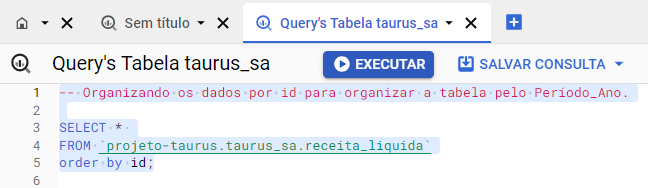 Sem título
Query's Tabela taurus_sa
Query's Tabela taurus_sa
EXECUTAR
SALVAR CONSULTA
1 -- Organizando os dados por id para organizar a tabela pelo Período_Ano.
2
3 SELECT *
4 FROM `projeto-taurus.taurus_sa.receita_liquida`
5 order by id;
6